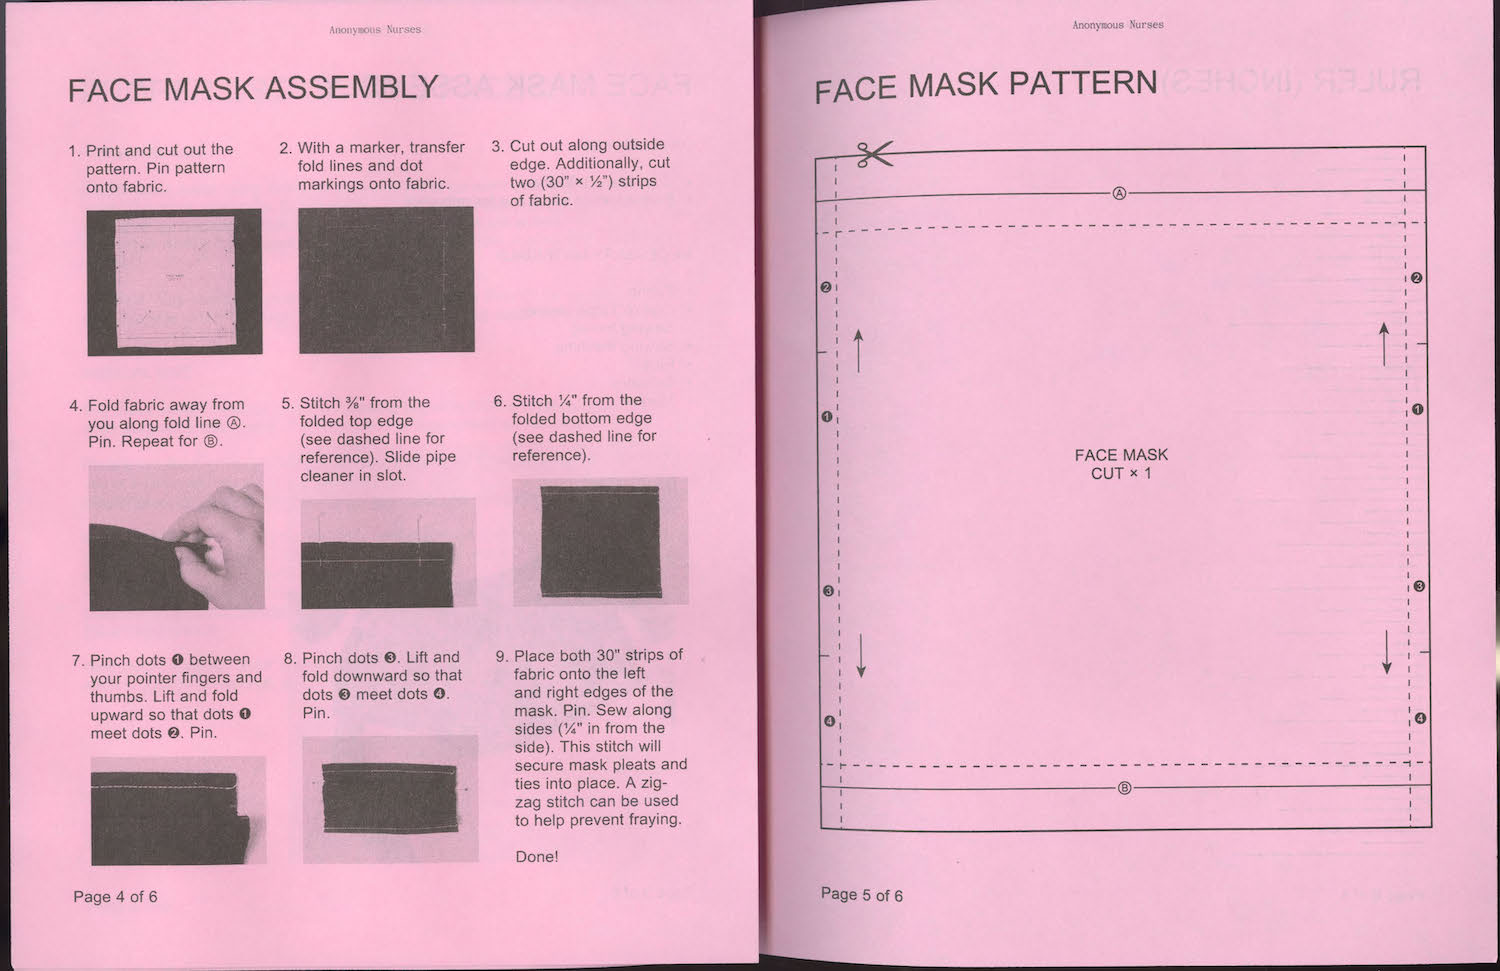 Anonymous Nurses
FACE MASK ASSEMBLY
1. Print and cut out the
pattern. Pin pattern
onto fabric.
2. With a marker, transfer
fold lines and dot
markings onto fabric.
3. Cut out along outside
edge. Additionally, cut
two (30” × ½”) strips
of fabric.
4. Fold fabric away from
you along fold line Ⓐ.
Pin. Repeat for Ⓑ.
5. Stitch ⅜" from the
folded top edge
(see dashed line for
reference). Slide pipe
cleaner in slot.
6. Stitch ¼" from the
folded bottom edge
(see dashed line for
reference).
7. Pinch dots ❶ between
your pointer fingers and
thumbs. Lift and fold
upward so that dots ❶
meet dots ❷. Pin.
8. Pinch dots ❸. Lift and
fold downward so that
dots ❸ meet dots ❹.
Pin.
9. Place both 30" strips of
fabric onto the left
and right edges of the
mask. Pin. Sew along
sides (¼" in from the
side). This stitch will
secure mask pleats and
ties into place. A zig-
zag stitch can be used
to help prevent fraying.
Done!
Page 4 of 6
Anonymous Nurses
FACE MASK PATTERN
Ⓐ
❷ ❷
❶ ❶
FACE MASK
CUT × 1
❸ ❸
❹ ❹
Ⓑ
Page 5 of 6